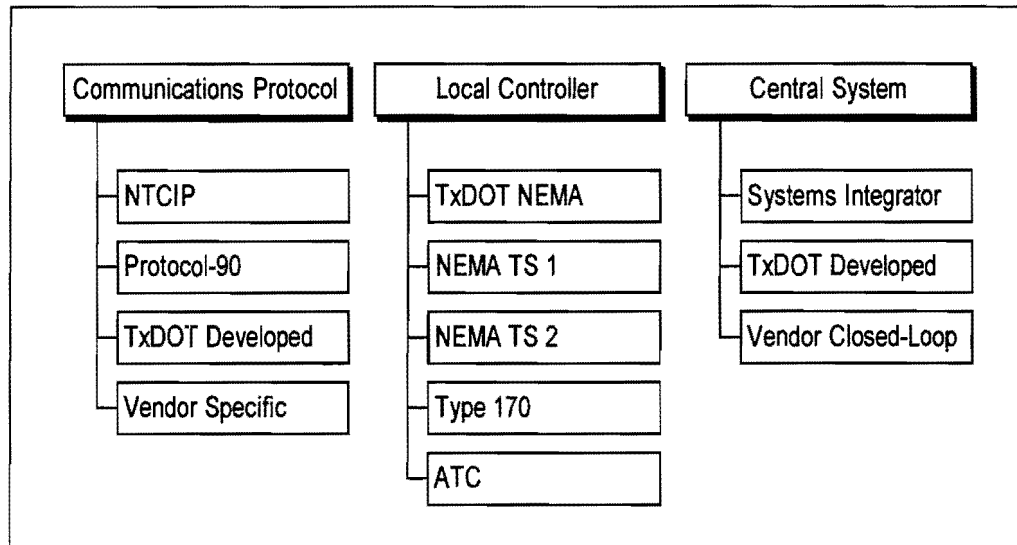 Communications Protocol
NTCIP
Protocol-90
TxDOT Developed
Vendor Specific
Local Controller
TxDOT NEMA
NEMA TS 1
NEMA TS 2
Type 170
ATC
Central System
Systems Integrator
TxDOT Developed
Vendor Closed-Loop